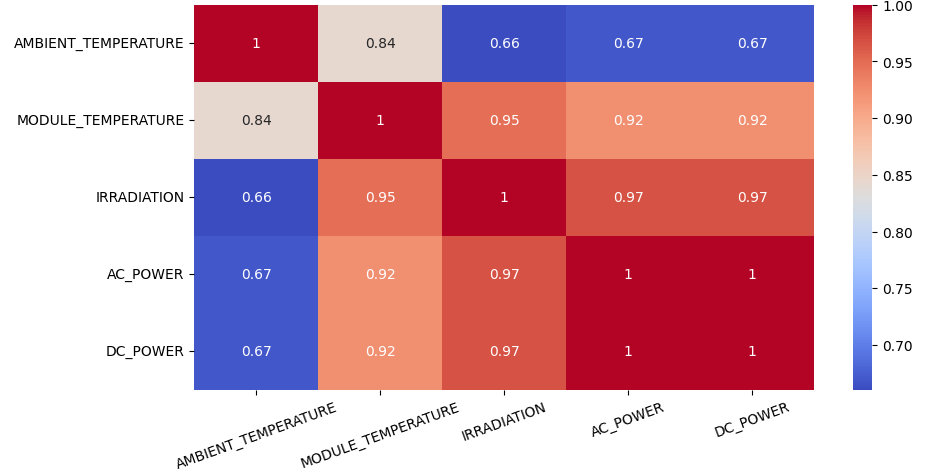 AMBIENT_TEMPERATURE 1 0.84 0.66 0.67 0.67
MODULE_TEMPERATURE 0.84 1 0.95 0.92 0.92
IRRADIATION 0.66 0.95 1 0.97 0.97
AC_POWER 0.67 0.92 0.97 1 1
DC_POWER 0.67 0.92 0.97 1 1
AMBIENT_TEMPERATURE MODULE_TEMPERATURE IRRADIATION AC_POWER DC_POWER
1.00
0.95
0.90
0.85
0.80
0.75
0.70